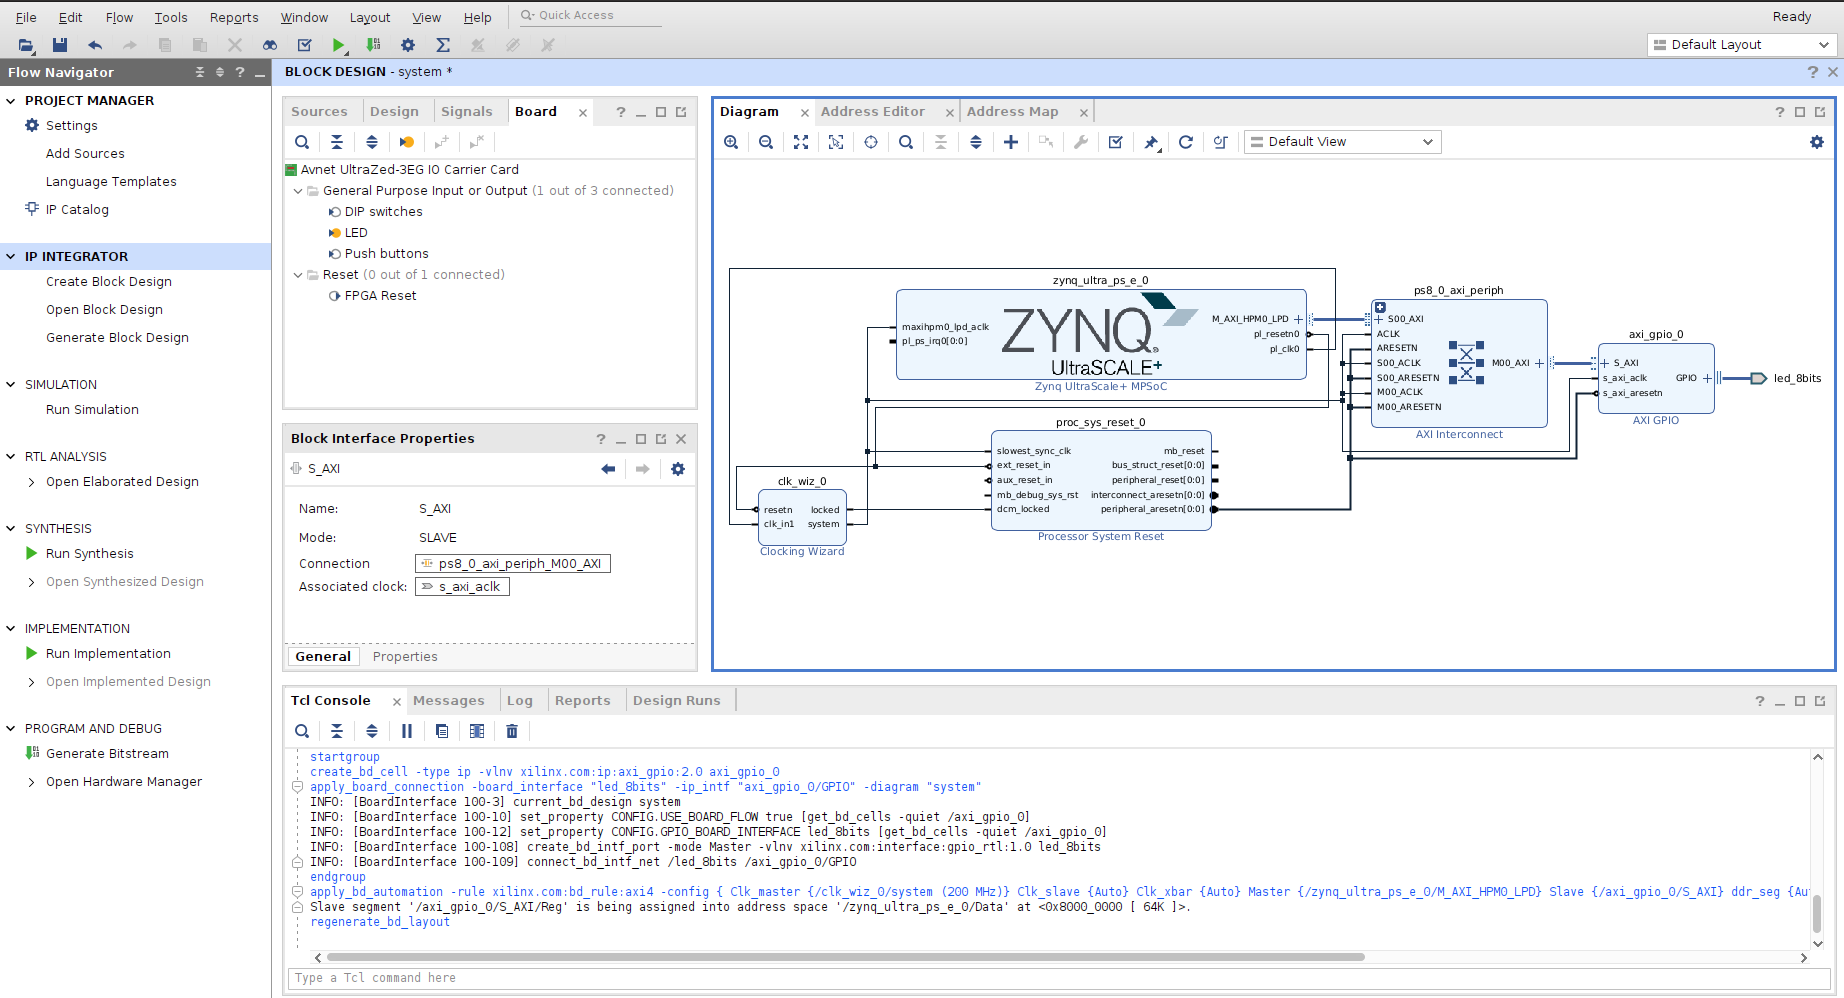 File Edit Flow Tools Reports Window Layout View Help Quick Access Ready
Default Layout
Flow Navigator
PROJECT MANAGER
Settings
Add Sources
Language Templates
IP Catalog
IP INTEGRATOR
Create Block Design
Open Block Design
Generate Block Design
SIMULATION
Run Simulation
RTL ANALYSIS
Open Elaborated Design
SYNTHESIS
Run Synthesis
Open Synthesized Design
IMPLEMENTATION
Run Implementation
Open Implemented Design
PROGRAM AND DEBUG
Generate Bitstream
Open Hardware Manager
BLOCK DESIGN - system *
Sources Design Signals Board
Avnet UltraZed-3EG IO Carrier Card
General Purpose Input or Output (1 out of 3 connected)
DIP switches
LED
Push buttons
Reset (0 out of 1 connected)
FPGA Reset
Block Interface Properties
S_AXI
Name: S_AXI
Mode: SLAVE
Connection ps8_0_axi_periph_M00_AXI
Associated clock: s_axi_aclk
General Properties
Diagram Address Editor Address Map
Default View
zynq_ultra_ps_e_0
maxihpm0_lpd_aclk
pl_ps_irq0[0:0]
ZYNQ
UltraSCALE+
M_AXI_HPM0_LPD
pl_resetn0
pl_clk0
Zynq UltraScale+ MPSoC
proc_sys_reset_0
slowest_sync_clk
ext_reset_in
aux_reset_in
mb_debug_sys_rst
dcm_locked
mb_reset
bus_struct_reset[0:0]
peripheral_reset[0:0]
interconnect_aresetn[0:0]
peripheral_aresetn[0:0]
Processor System Reset
clk_wiz_0
resetn locked
clk_in1 system
Clocking Wizard
ps8_0_axi_periph
S00_AXI
ACLK
ARESETN
S00_ACLK
S00_ARESETN
M00_ACLK
M00_ARESETN
M00_AXI
AXI Interconnect
axi_gpio_0
S_AXI
s_axi_aclk
s_axi_aresetn
GPIO
AXI GPIO
led_8bits
Tcl Console Messages Log Reports Design Runs
startgroup
create_bd_cell -type ip -vlnv xilinx.com:ip:axi_gpio:2.0 axi_gpio_0
apply_board_connection -board_interface "led_8bits" -ip_intf "axi_gpio_0/GPIO" -diagram "system"
INFO: [BoardInterface 100-3] current_bd_design system
INFO: [BoardInterface 100-10] set_property CONFIG.USE_BOARD_FLOW true [get_bd_cells -quiet /axi_gpio_0]
INFO: [BoardInterface 100-12] set_property CONFIG.GPIO_BOARD_INTERFACE led_8bits [get_bd_cells -quiet /axi_gpio_0]
INFO: [BoardInterface 100-108] create_bd_intf_port -mode Master -vlnv xilinx.com:interface:gpio_rtl:1.0 led_8bits
INFO: [BoardInterface 100-109] connect_bd_intf_net /led_8bits /axi_gpio_0/GPIO
endgroup
apply_bd_automation -rule xilinx.com:bd_rule:axi4 -config { Clk_master {/clk_wiz_0/system (200 MHz)} Clk_slave {Auto} Clk_xbar {Auto} Master {/zynq_ultra_ps_e_0/M_AXI_HPM0_LPD} Slave {/axi_gpio_0/S_AXI} ddr_seg {Au
Slave segment '/axi_gpio_0/S_AXI/Reg' is being assigned into address space '/zynq_ultra_ps_e_0/Data' at <0x8000_0000 [ 64K ]>.
regenerate_bd_layout
Type a Tcl command here